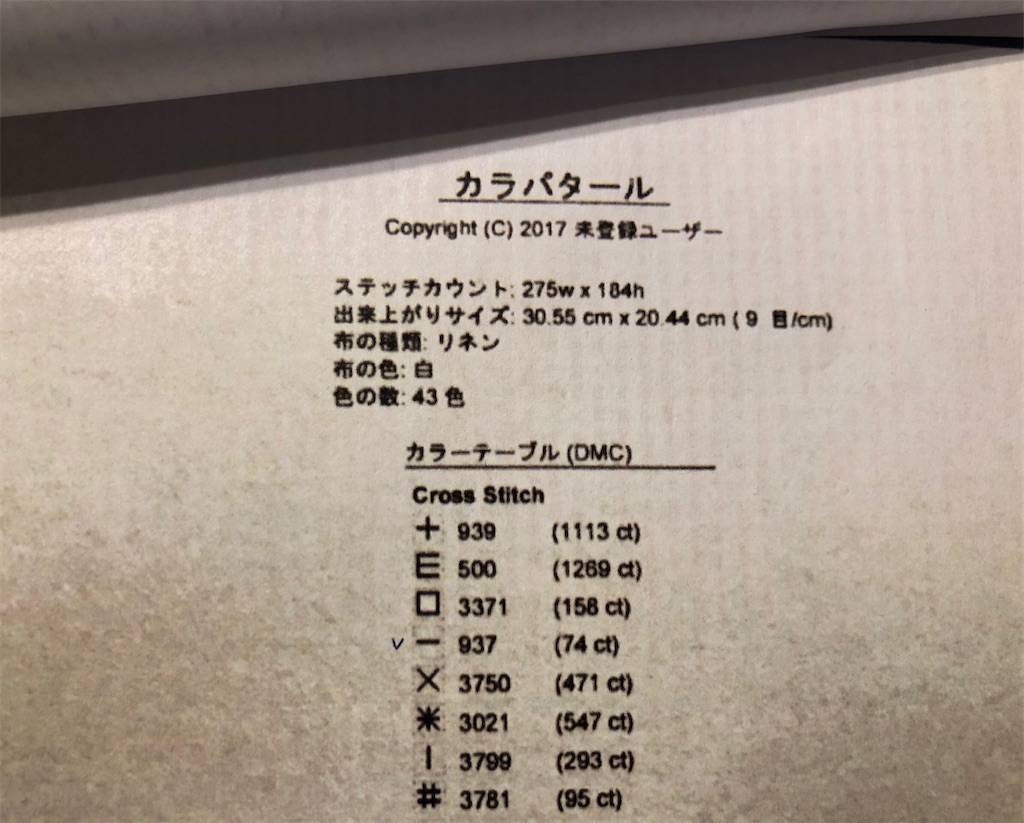 カラパタール
Copyright (C) 2017 未登録ユーザー
ステッチカウント: 275w x 184h
出来上がりサイズ: 30.55 cm x 20.44 cm ( 9 目/cm)
布の種類: リネン
布の色: 白
色の数: 43 色
カラーテーブル (DMC)
Cross Stitch
+ 939 (1113 ct)
E 500 (1269 ct)
□ 3371 (158 ct)
v − 937 (74 ct)
× 3750 (471 ct)
✳ 3021 (547 ct)
| 3799 (293 ct)
# 3781 (95 ct)